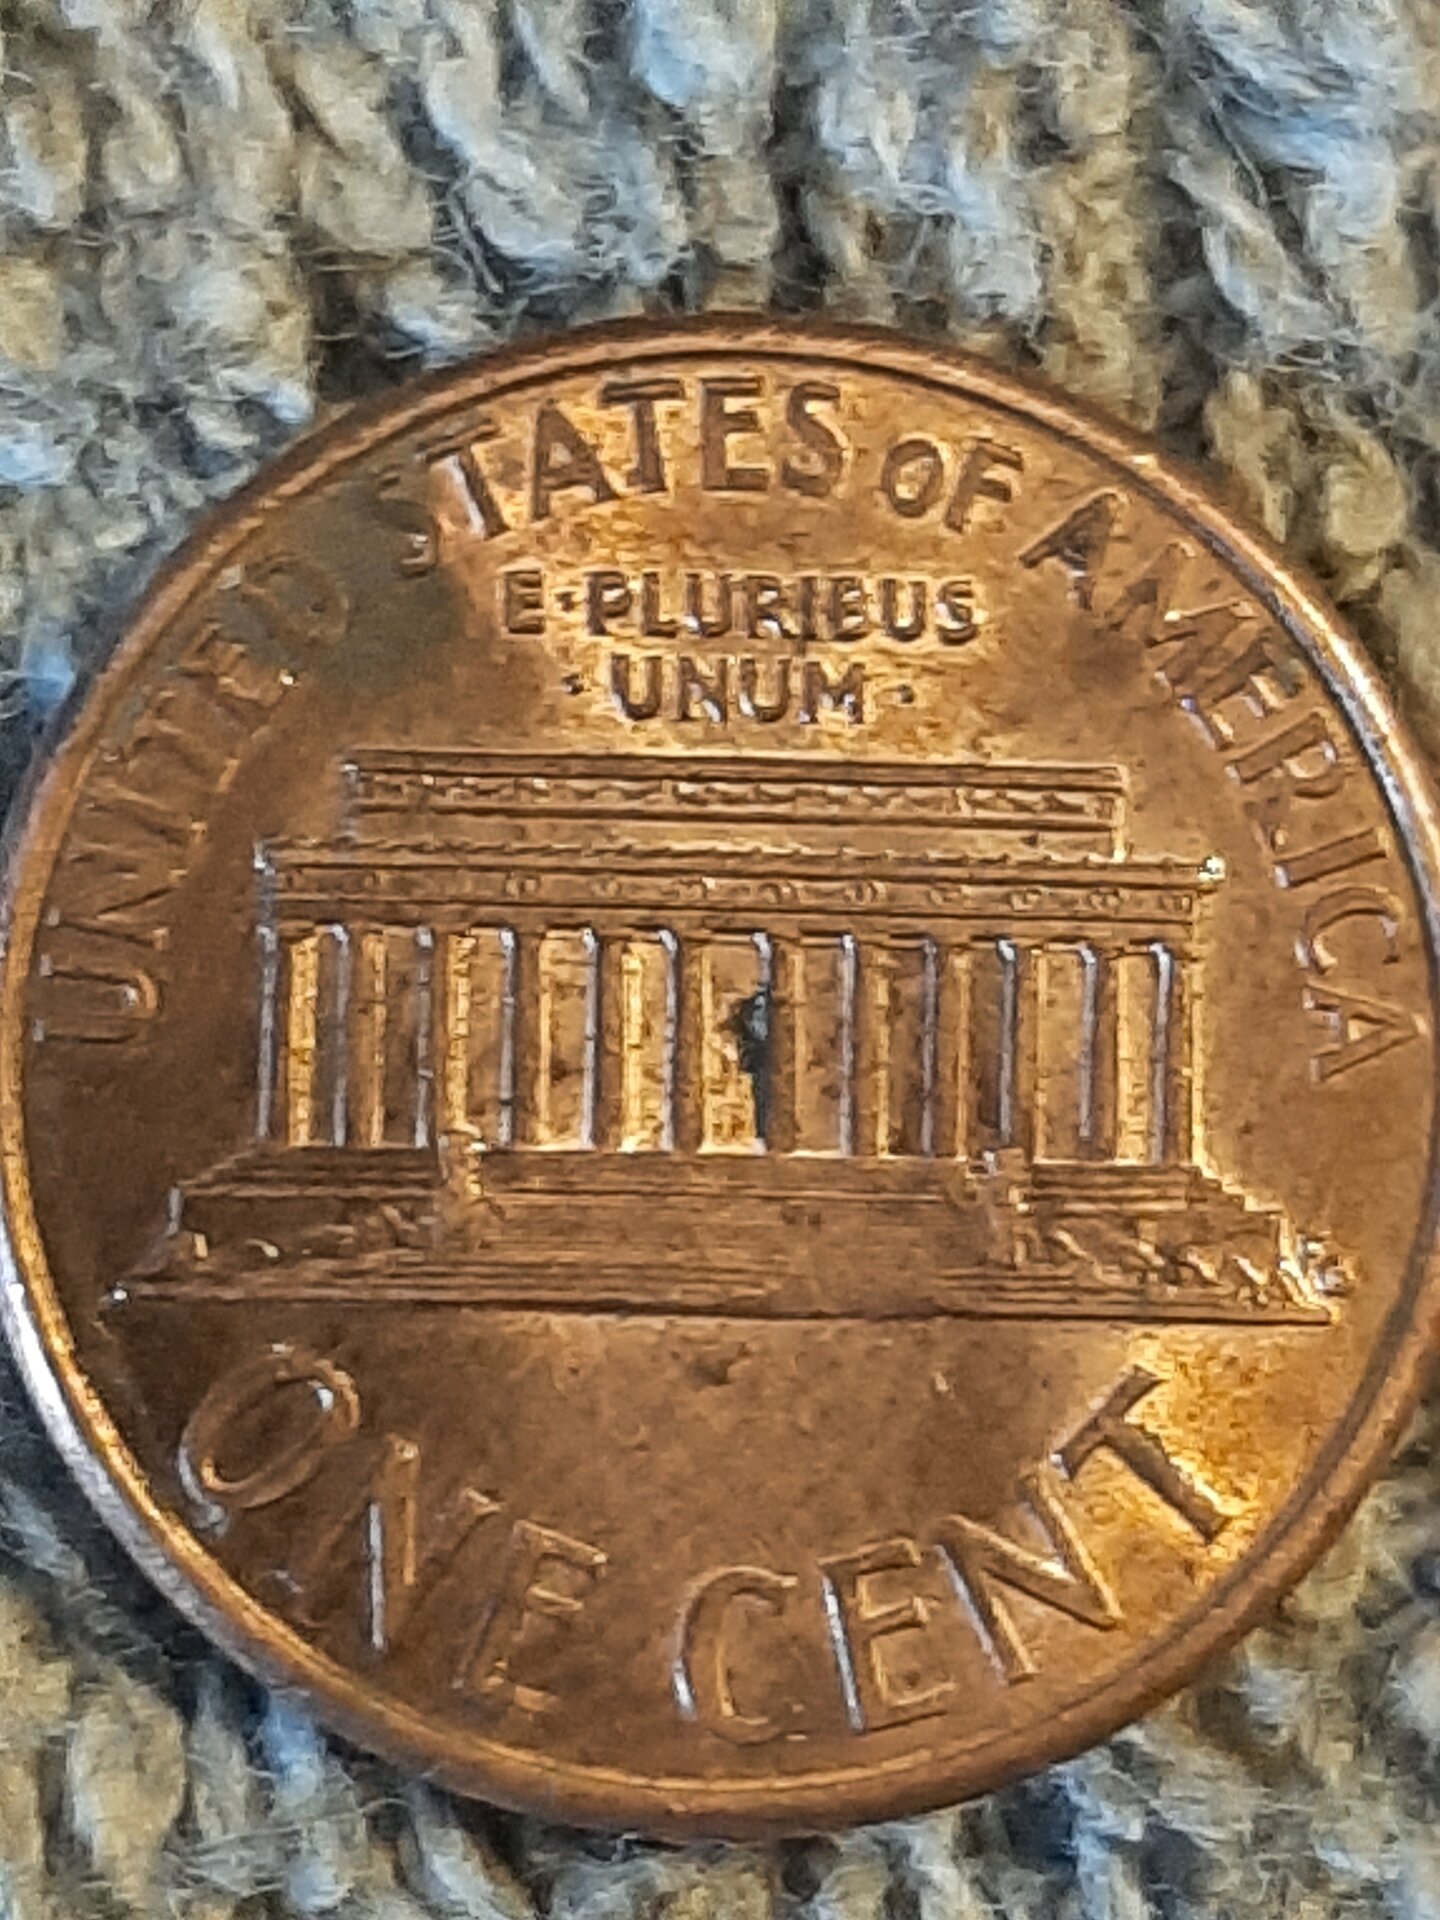 UNITED STATES OF AMERICA
E·PLURIBUS
·UNUM·
ONE CENT